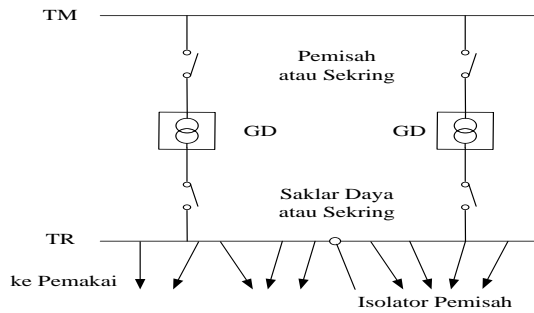 TM
Pemisah
atau Sekring
GD
GD
Saklar Daya
atau Sekring
TR
ke Pemakai
Isolator Pemisah